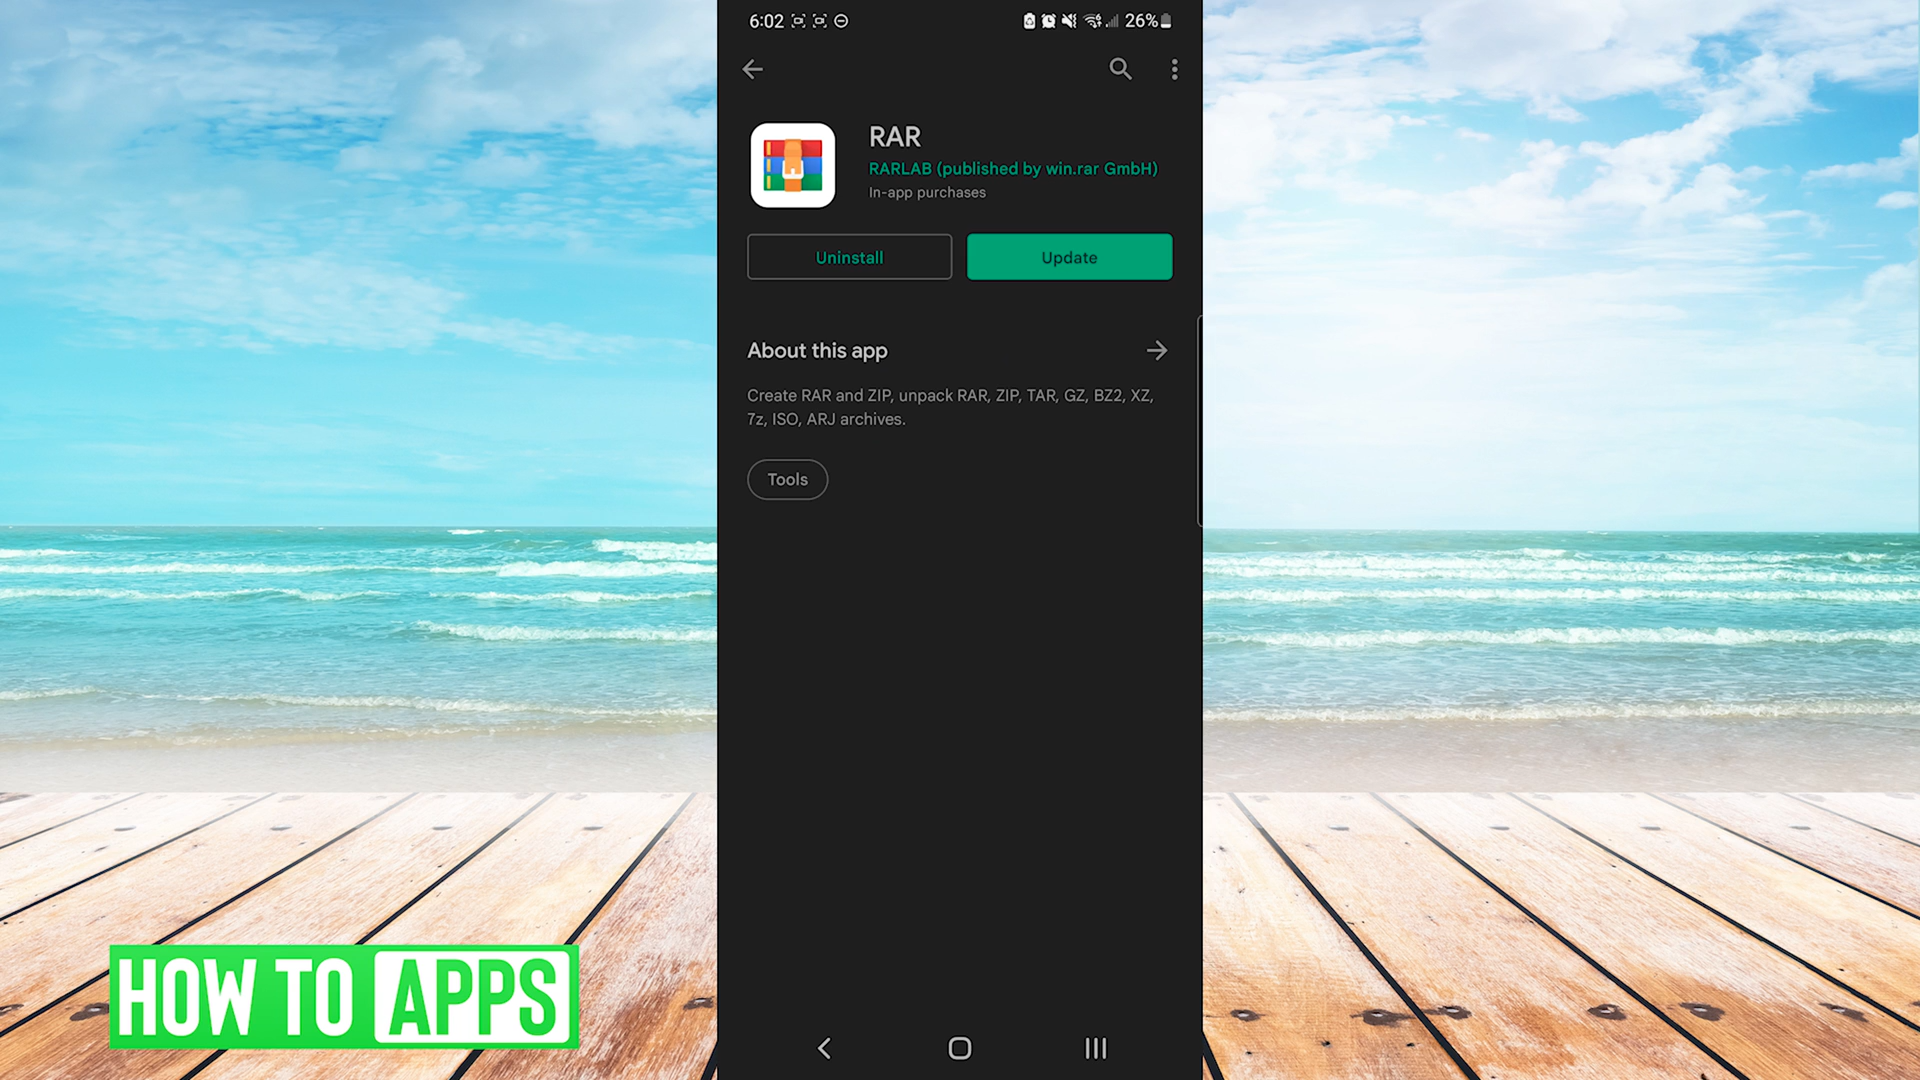 6:02
26%
RAR
RARLAB (published by win.rar GmbH)
In-app purchases
Uninstall
Update
About this app
Create RAR and ZIP, unpack RAR, ZIP, TAR, GZ, BZ2, XZ,
7z, ISO, ARJ archives.
Tools
HOW TO APPS